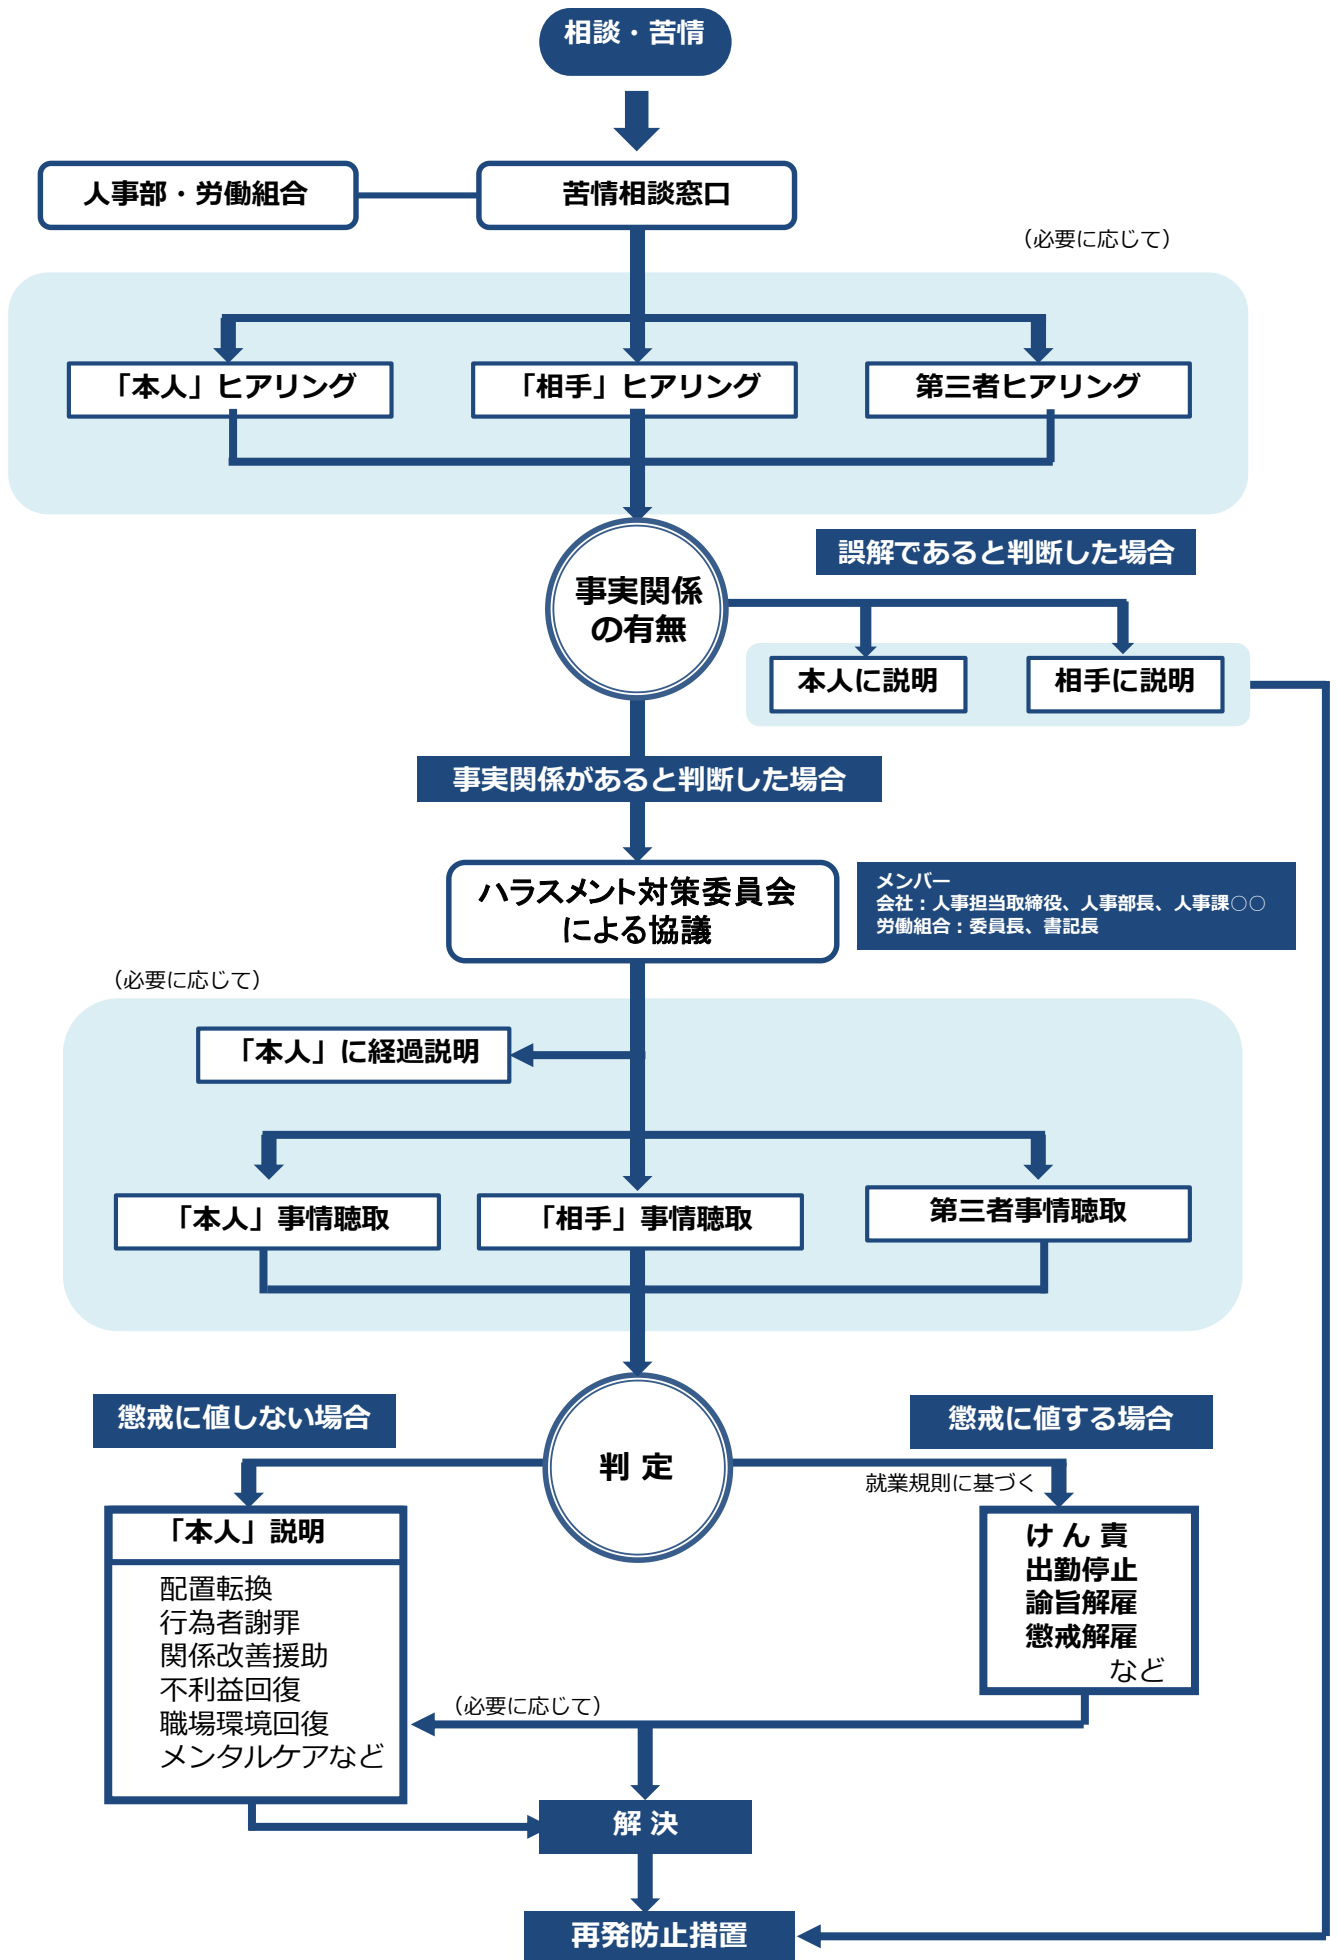 相談・苦情
人事部・労働組合
苦情相談窓口
（必要に応じて）
「本人」ヒアリング
「相手」ヒアリング
第三者ヒアリング
誤解であると判断した場合
事実関係
の有無
本人に説明
相手に説明
事実関係があると判断した場合
ハラスメント対策委員会
による協議
メンバー
会社：人事担当取締役、人事部長、人事課○○
労働組合：委員長、書記長
（必要に応じて）
「本人」に経過説明
「本人」事情聴取
「相手」事情聴取
第三者事情聴取
懲戒に値しない場合
懲戒に値する場合
判 定
就業規則に基づく
「本人」説明
配置転換
行為者謝罪
関係改善援助
不利益回復
職場環境回復
メンタルケアなど
け ん 責
出勤停止
諭旨解雇
懲戒解雇
など
（必要に応じて）
解 決
再発防止措置